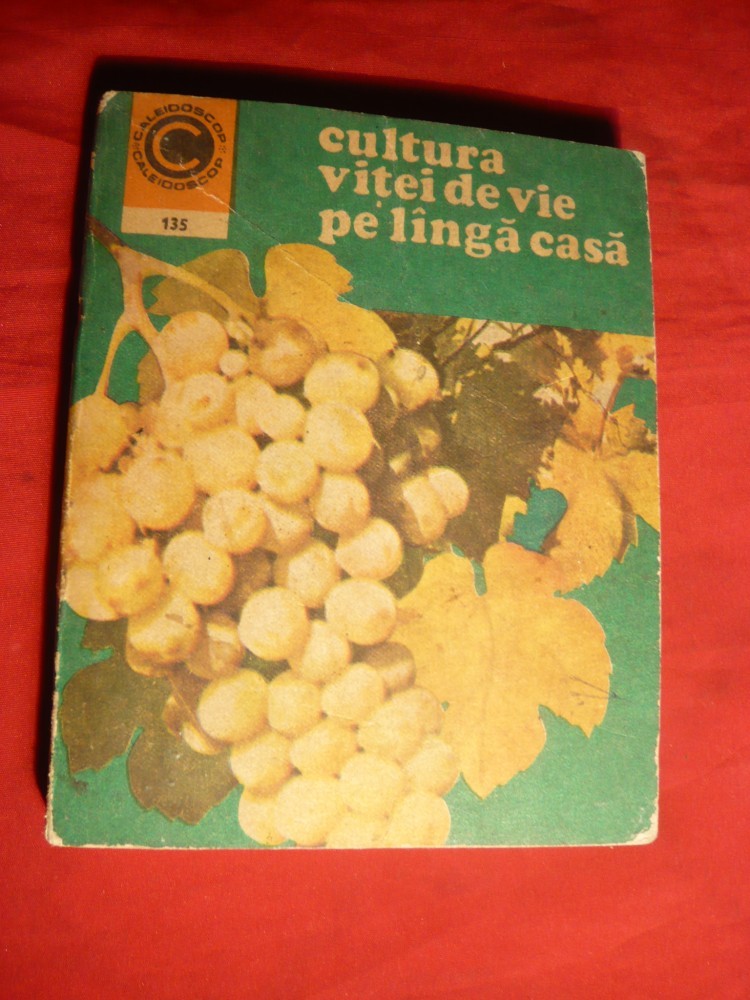 CALEIDOSCOP
C
CALEIDOSCOP
135
cultura
viței de vie
pe lîngă casă